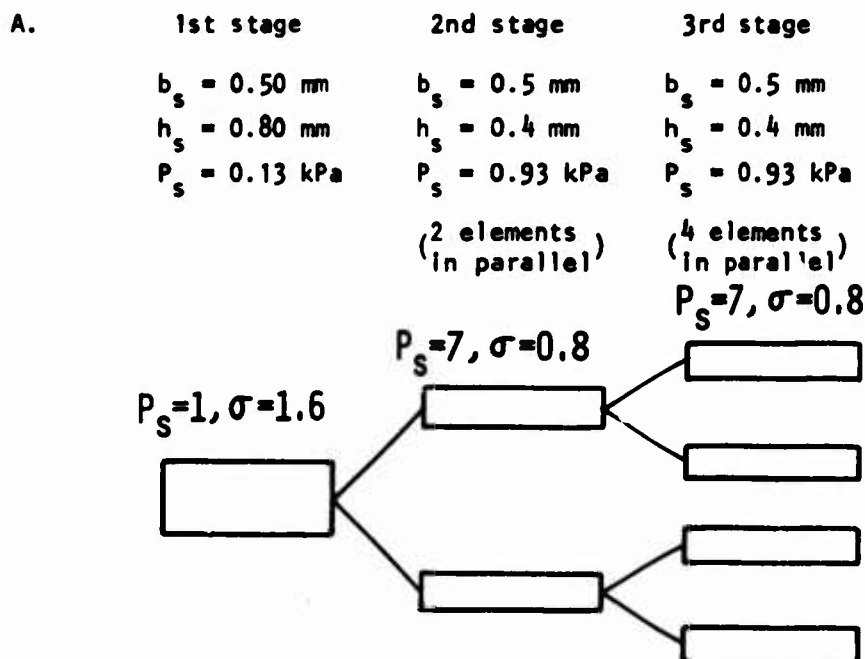 A. 1st stage 2nd stage 3rd stage
b_s = 0.50 mm b_s = 0.5 mm b_s = 0.5 mm
h_s = 0.80 mm h_s = 0.4 mm h_s = 0.4 mm
P_s = 0.13 kPa P_s = 0.93 kPa P_s = 0.93 kPa
(2 elements in parallel) (4 elements in parallel)
P_s=7, σ=0.8
P_s=7, σ=0.8
P_s=1, σ=1.6